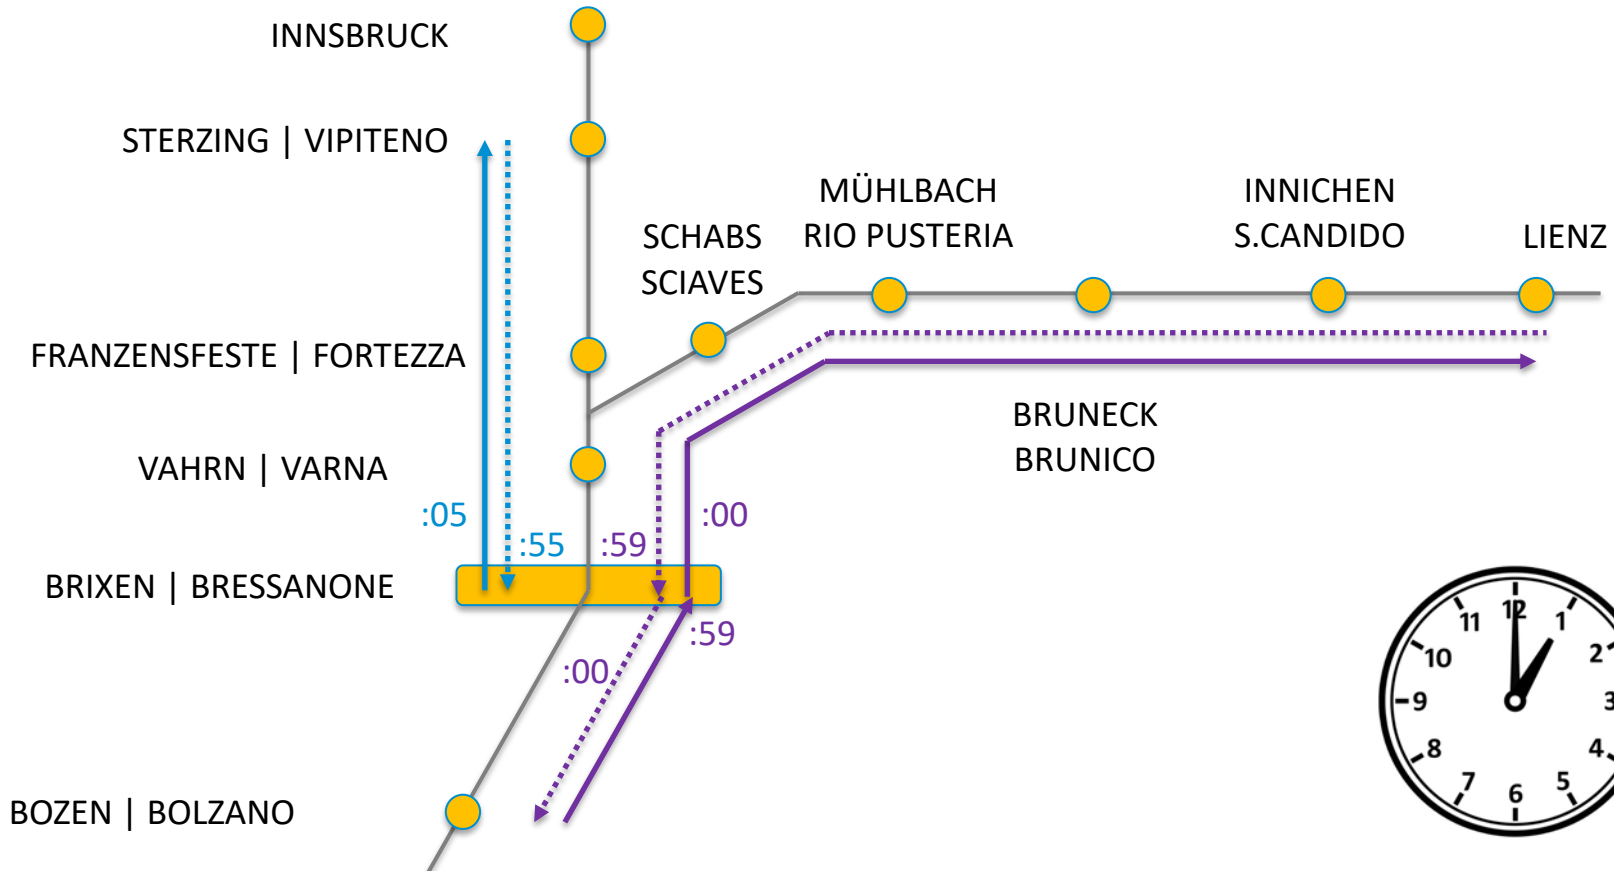 INNSBRUCK
STERZING | VIPITENO
MÜHLBACH
RIO PUSTERIA
INNICHEN
S.CANDIDO
LIENZ
SCHABS
SCIAVES
FRANZENSFESTE | FORTEZZA
BRUNECK
BRUNICO
VAHRN | VARNA
:05
:55
:59
:00
BRIXEN | BRESSANONE
:59
:00
BOZEN | BOLZANO
12
1
2
3
4
5
6
7
8
9
10
11